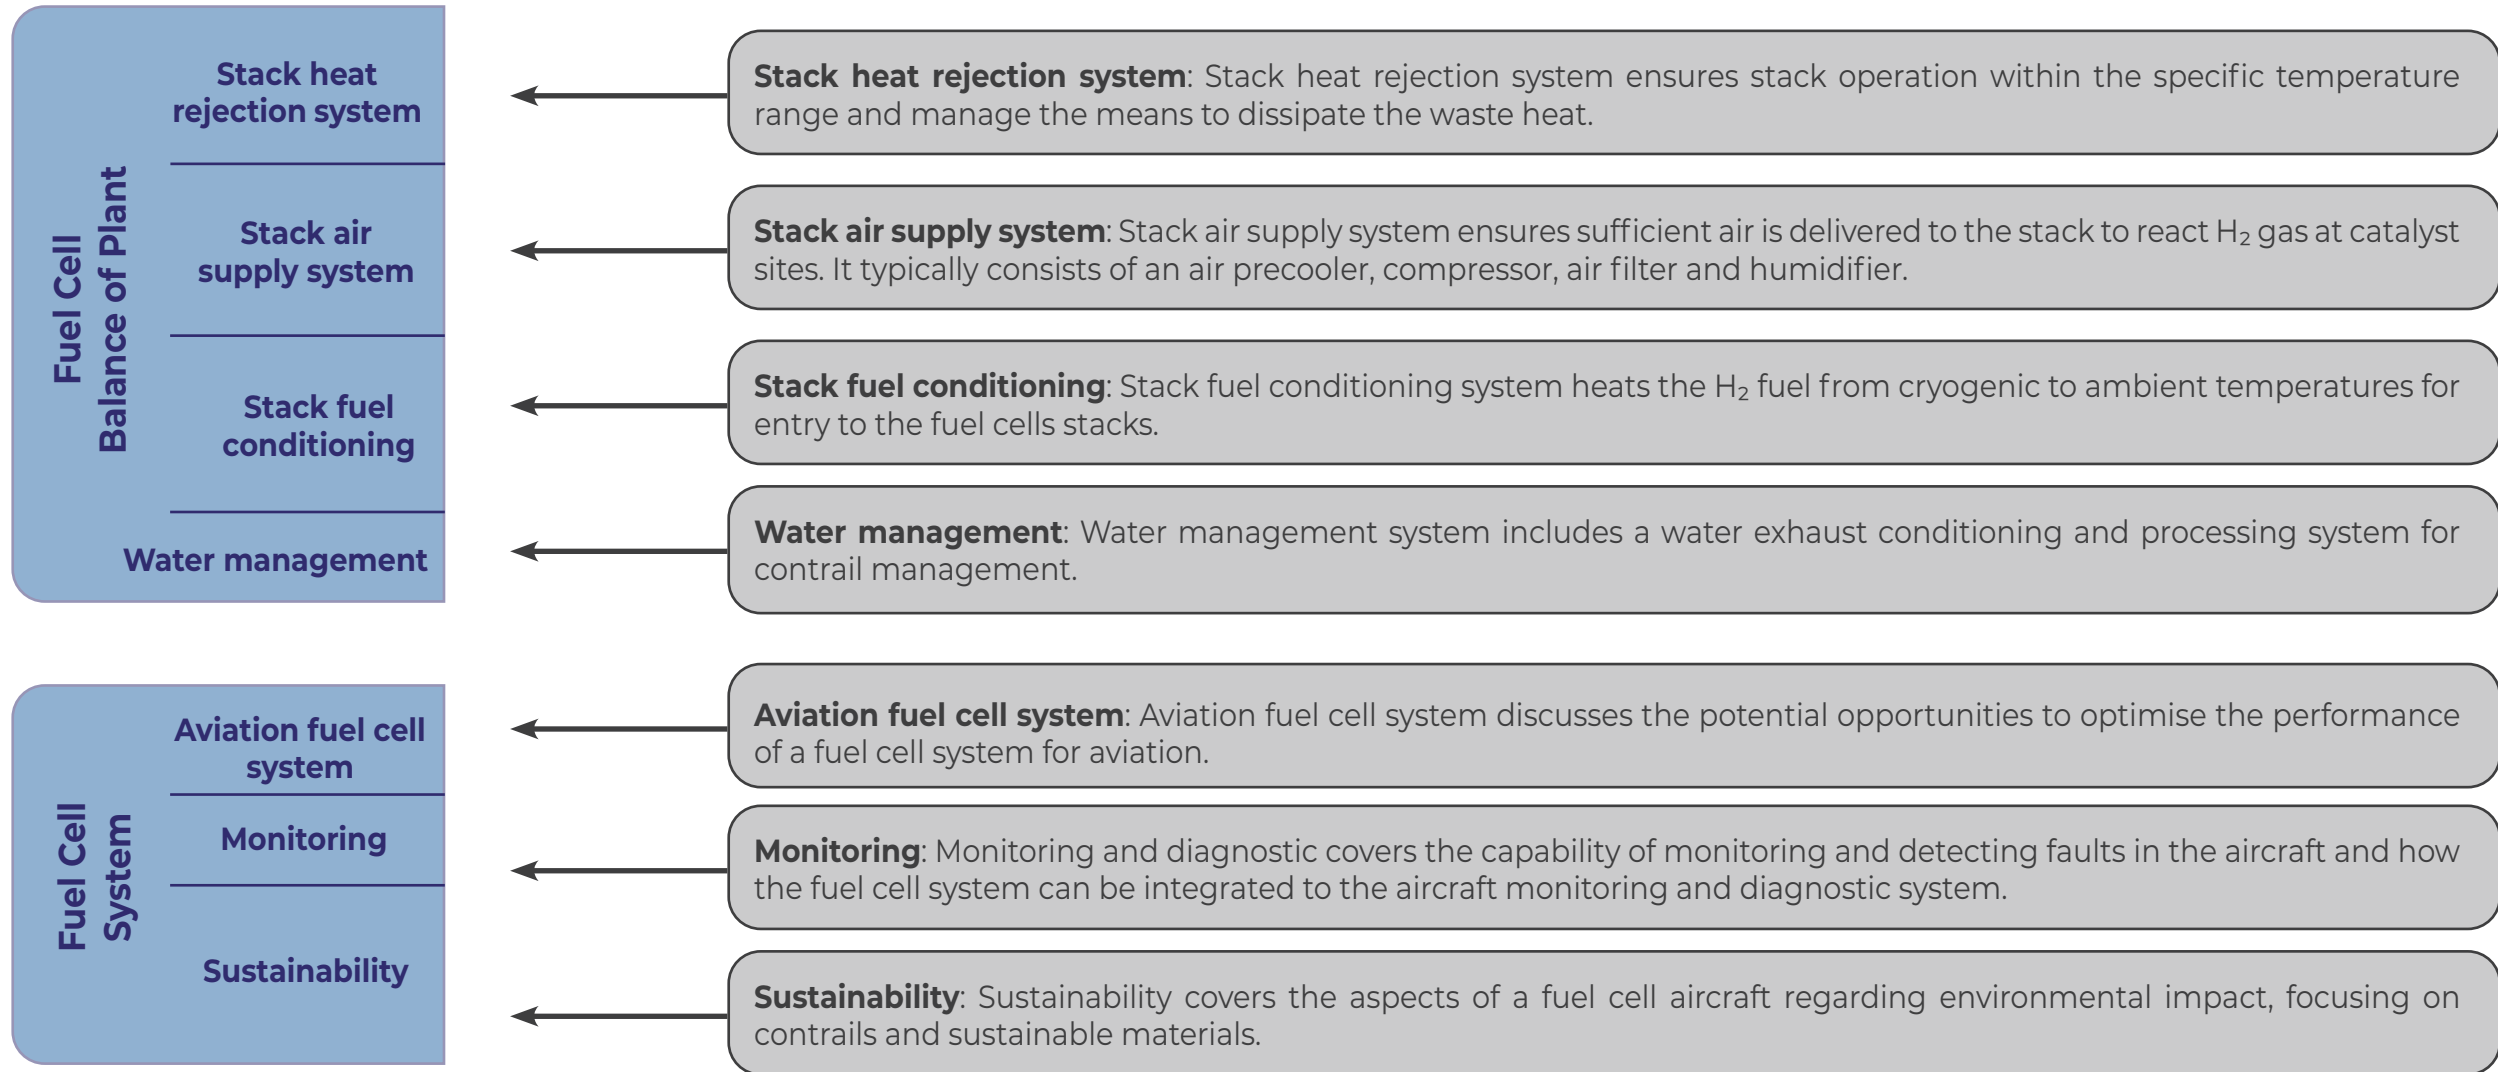 Fuel Cell
Balance of Plant
Stack heat
rejection system
Stack heat rejection system: Stack heat rejection system ensures stack operation within the specific temperature
range and manage the means to dissipate the waste heat.
Stack air
supply system
Stack air supply system: Stack air supply system ensures sufficient air is delivered to the stack to react H₂ gas at catalyst
sites. It typically consists of an air precooler, compressor, air filter and humidifier.
Stack fuel
conditioning
Stack fuel conditioning: Stack fuel conditioning system heats the H₂ fuel from cryogenic to ambient temperatures for
entry to the fuel cells stacks.
Water management
Water management: Water management system includes a water exhaust conditioning and processing system for
contrail management.
Fuel Cell
System
Aviation fuel cell
system
Aviation fuel cell system: Aviation fuel cell system discusses the potential opportunities to optimise the performance
of a fuel cell system for aviation.
Monitoring
Monitoring: Monitoring and diagnostic covers the capability of monitoring and detecting faults in the aircraft and how
the fuel cell system can be integrated to the aircraft monitoring and diagnostic system.
Sustainability
Sustainability: Sustainability covers the aspects of a fuel cell aircraft regarding environmental impact, focusing on
contrails and sustainable materials.